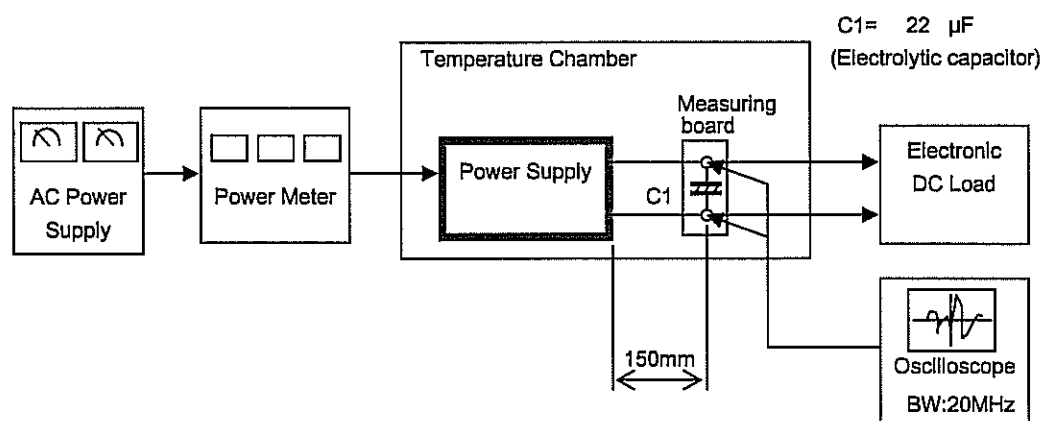 C1= 22 µF
(Electrolytic capacitor)
Temperature Chamber
Measuring
board
Power Supply
C1
AC Power
Supply
Power Meter
Electronic
DC Load
150mm
Oscilloscope
BW:20MHz